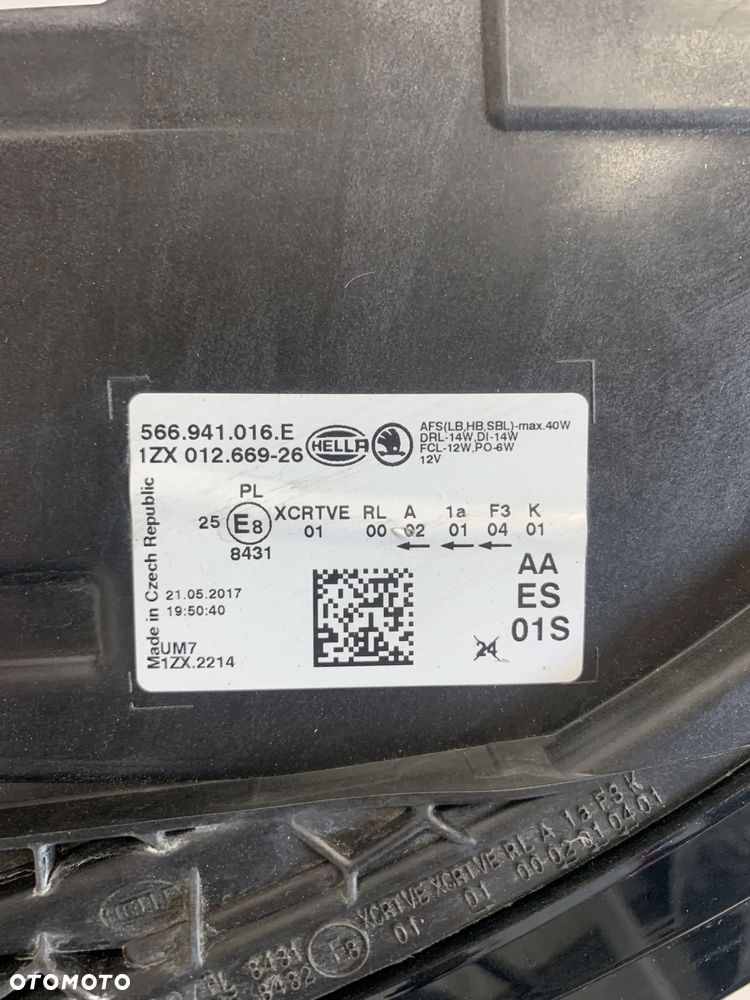 566.941.016.E
1ZX 012.669-26
HELLA
AFS(LB,HB,SBL)-max.40W
DRL-14W,DI-14W
FCL-12W,PO-6W
12V
PL
25 E8 XCRTVE RL A 1a F3 K
01 00 02 01 04 01
8431
Made in Czech Republic
21.05.2017
19:50:40
UM7
1ZX.2214
AA
ES
01S
24
HELLA
PL 8431
8432
E8
XCRTVE XCRTVE RL A 1a F3 K
01 01 00 02 01 04 01
OTOMOTO
OTOMOTO